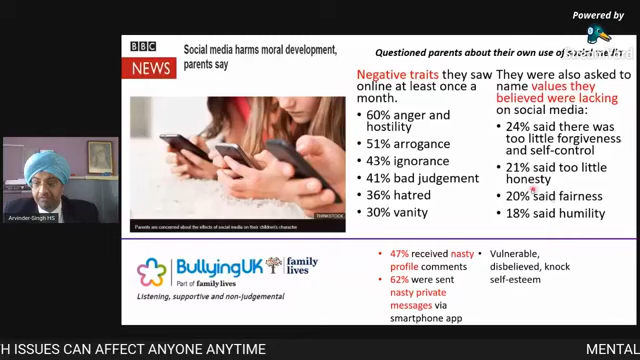 Powered by
BBC
NEWS
Social media harms moral development,
parents say
THINKSTOCK
Parents are concerned about the effects of social media on their children's character
Questioned parents about their own use of social media
Negative traits they saw
online at least once a
month.
• 60% anger and
hostility
• 51% arrogance
• 43% ignorance
• 41% bad judgement
• 36% hatred
• 30% vanity
They were also asked to
name values they
believed were lacking
on social media:
• 24% said there was
too little forgiveness
and self-control
• 21% said too little
honesty
• 20% said fairness
• 18% said humility
Arvinder-Singh HS
BullyingUK
Part of family lives
family
lives
Listening, supportive and non-judgemental
• 47% received nasty
profile comments
• 62% were sent
nasty private
messages via
smartphone app
• Vulnerable,
disbelieved, knock
self-esteem
TH ISSUES CAN AFFECT ANYONE ANYTIME
MENTAL